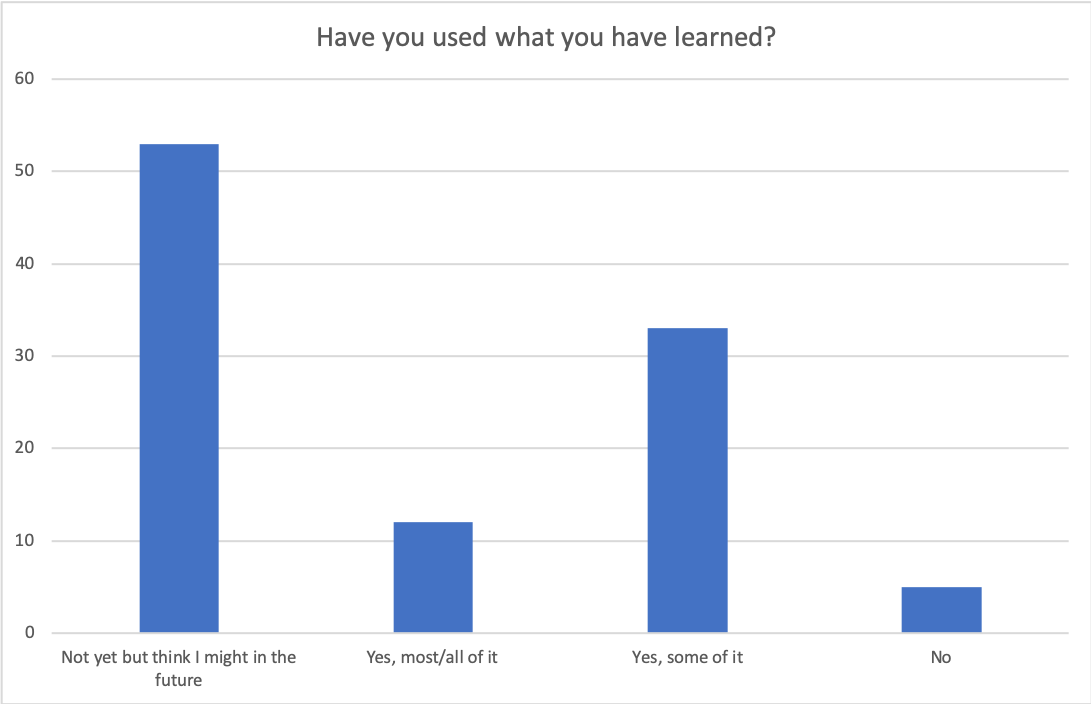 Have you used what you have learned?
60
50
40
30
20
10
0
Not yet but think I might in the
future
Yes, most/all of it
Yes, some of it
No